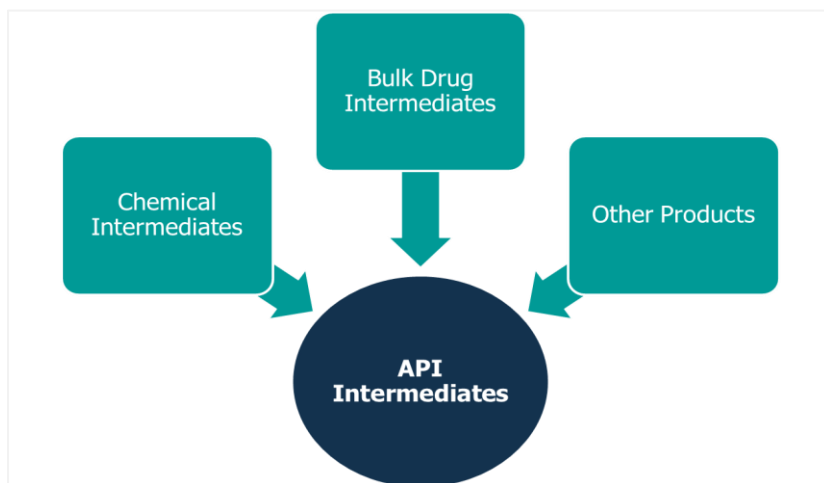 Bulk Drug
Intermediates
Chemical
Intermediates
Other Products
API
Intermediates